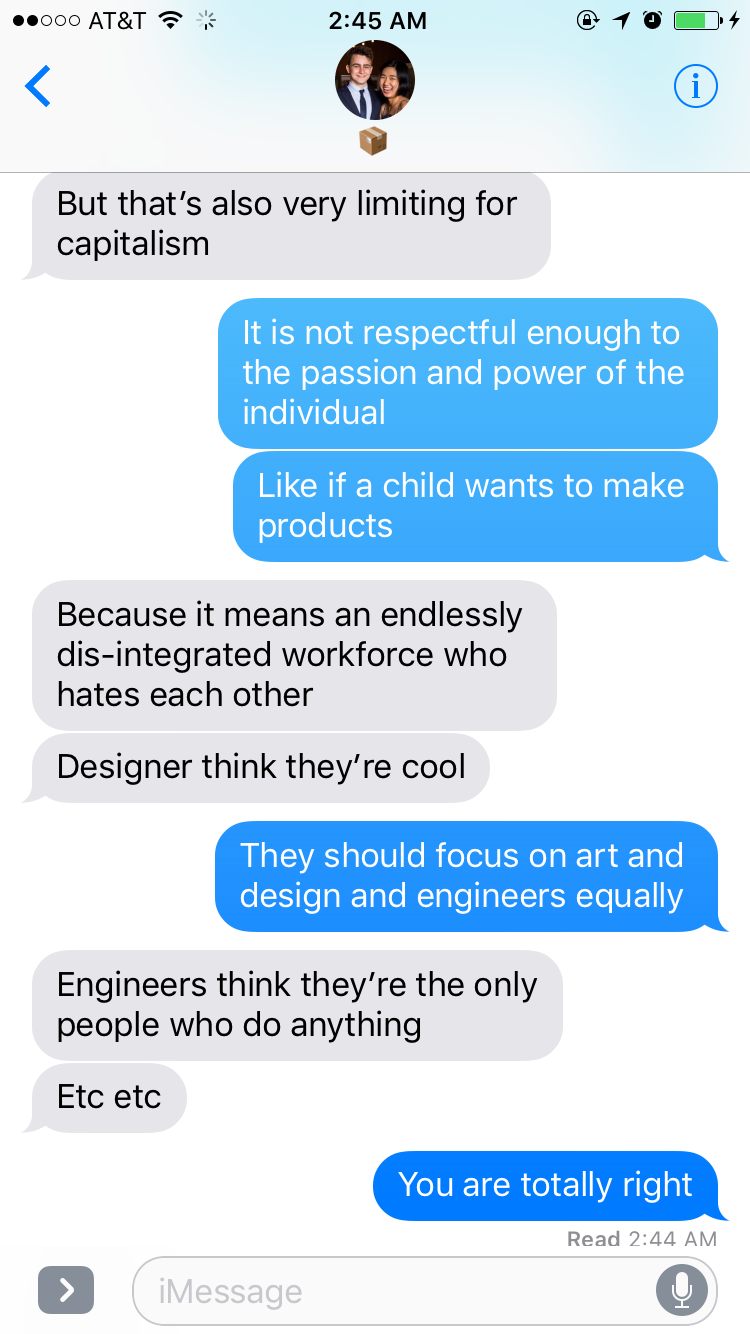 AT&T 2:45 AM
But that’s also very limiting for
capitalism
It is not respectful enough to
the passion and power of the
individual
Like if a child wants to make
products
Because it means an endlessly
dis-integrated workforce who
hates each other
Designer think they’re cool
They should focus on art and
design and engineers equally
Engineers think they’re the only
people who do anything
Etc etc
You are totally right
Read 2:44 AM
iMessage